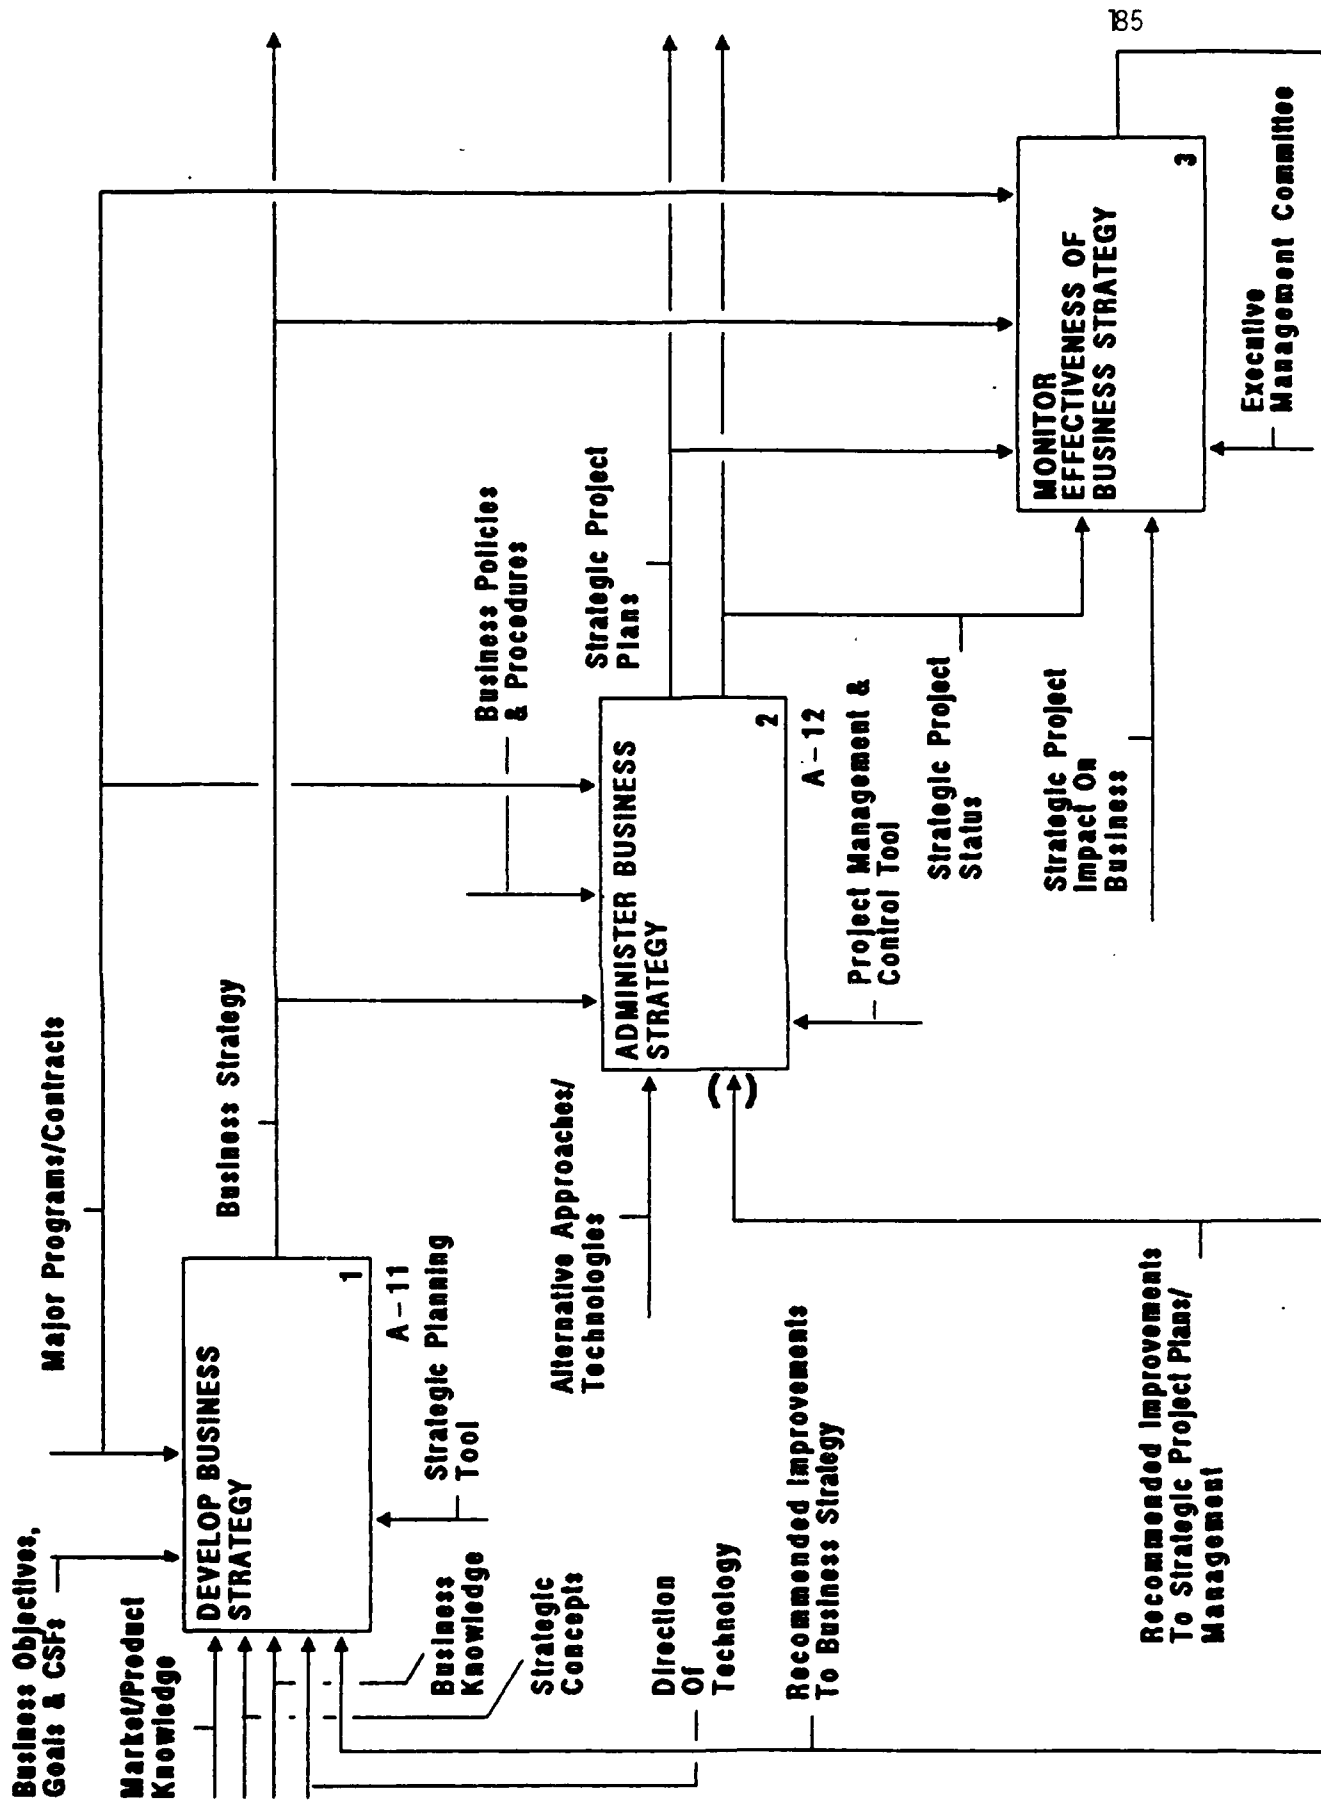 185
Business Objectives,
Goals & CSFs
Major Programs/Contracts
Market/Product
Knowledge
DEVELOP BUSINESS
STRATEGY
1
A-11
Business Strategy
Strategic Planning
Tool
Business
Knowledge
Strategic
Concepts
Direction
Of
Technology
Recommended Improvements
To Business Strategy
Business Policies
& Procedures
Alternative Approaches/
Technologies
ADMINISTER BUSINESS
STRATEGY
2
A-12
( )
Strategic Project
Plans
Project Management &
Control Tool
Strategic Project
Status
Strategic Project
Impact On
Business
MONITOR
EFFECTIVENESS OF
BUSINESS STRATEGY
3
Executive
Management Committee
Recommended Improvements
To Strategic Project Plans/
Management